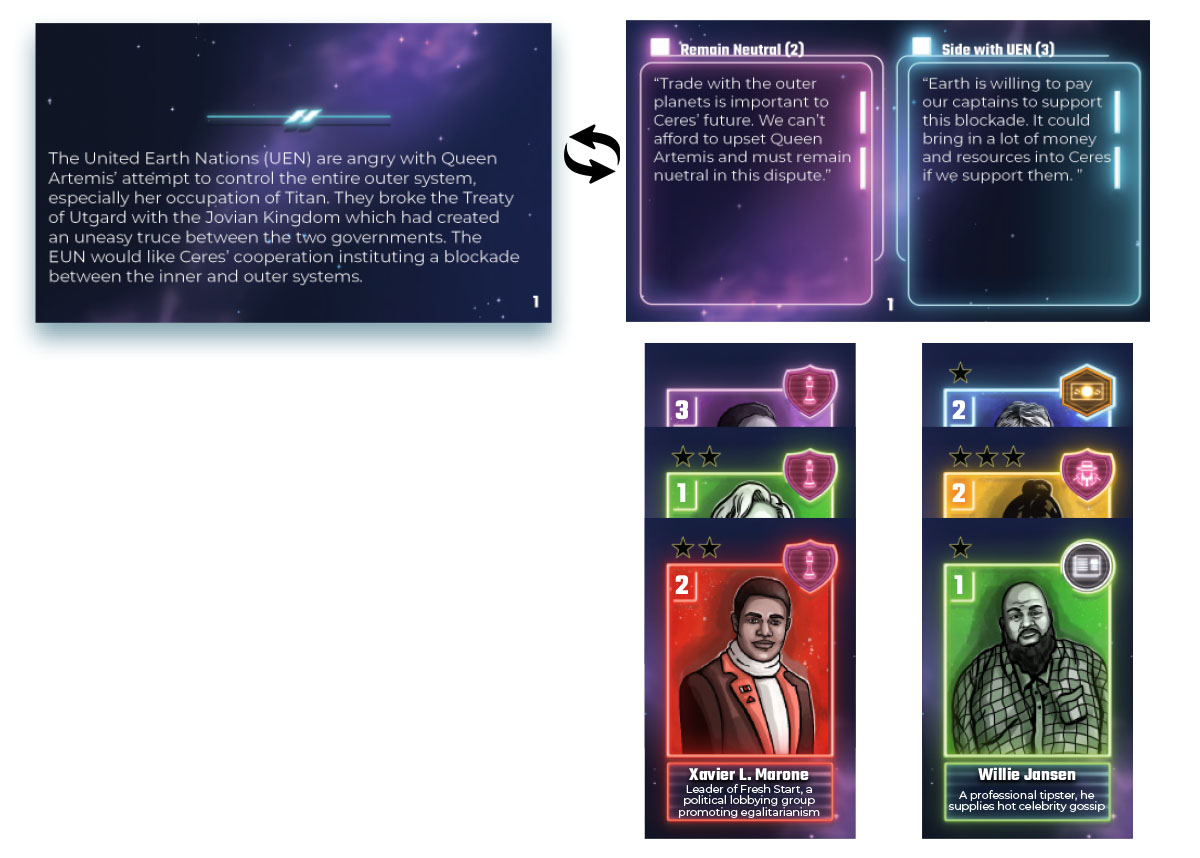 The United Earth Nations (UEN) are angry with Queen
Artemis’ attempt to control the entire outer system,
especially her occupation of Titan. They broke the Treaty
of Utgard with the Jovian Kingdom which had created
an uneasy truce between the two governments. The
EUN would like Ceres’ cooperation instituting a blockade
between the inner and outer systems.
1
Remain Neutral (2)
“Trade with the outer
planets is important to
Ceres’ future. We can’t
afford to upset Queen
Artemis and must remain
nuetral in this dispute.”
Side with UEN (3)
“Earth is willing to pay
our captains to support
this blockade. It could
bring in a lot of money
and resources into Ceres
if we support them. ”
1
3
1
2
Xavier L. Marone
Leader of Fresh Start, a
political lobbying group
promoting egalitarianism
2
2
1
Willie Jansen
A professional tipster, he
supplies hot celebrity gossip